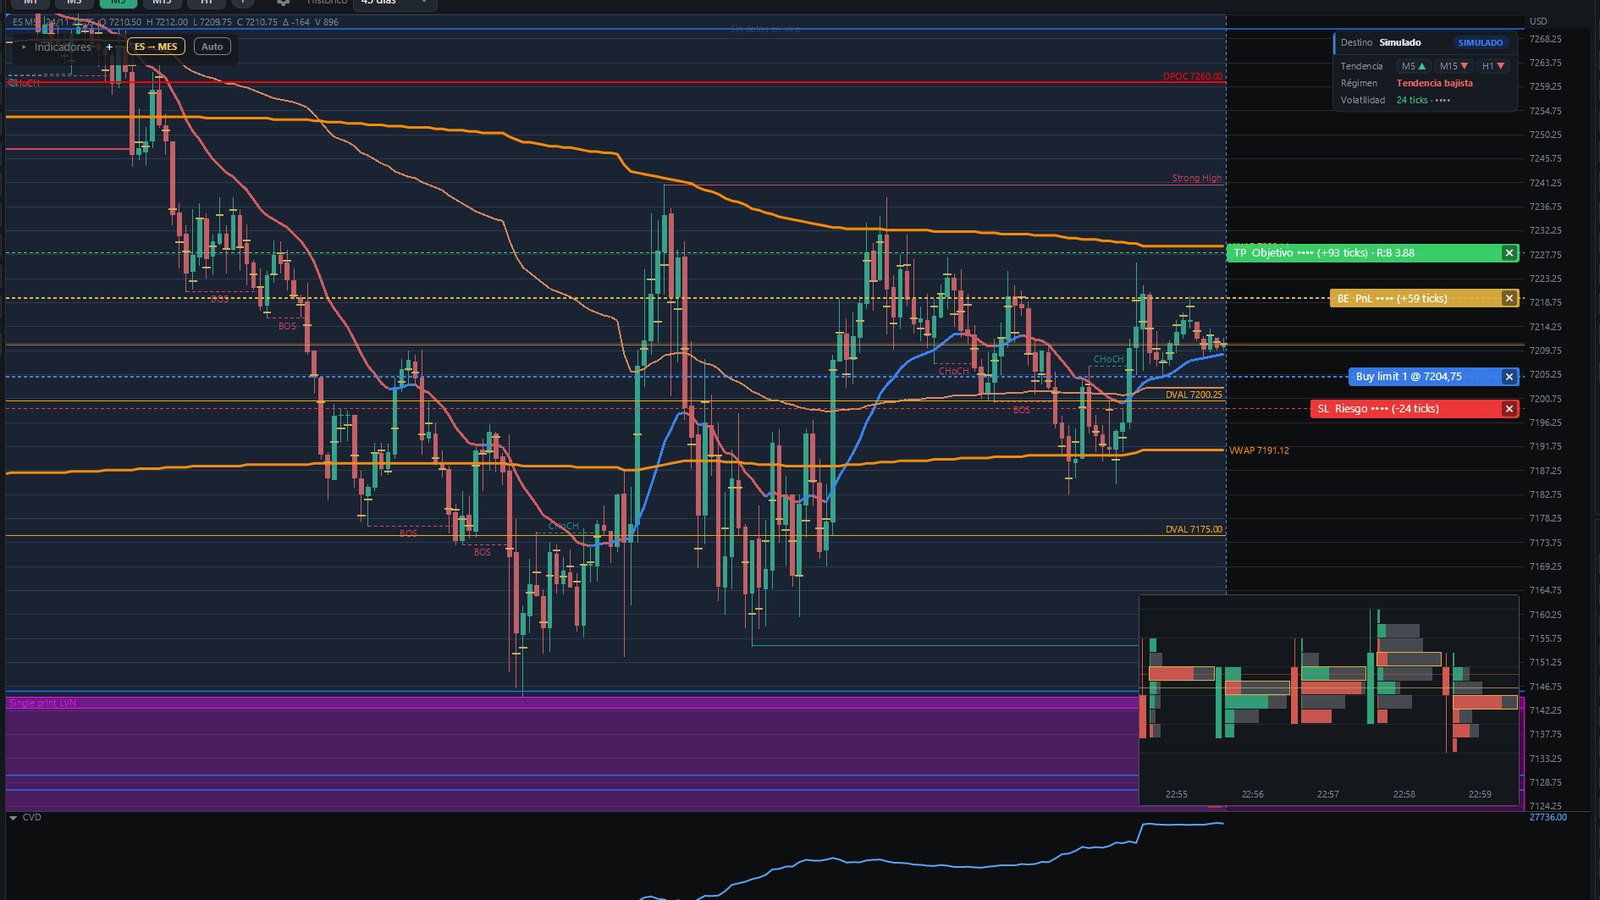 Histórico
ES M5
O 7210.50 H 7212.00 L 7209.75 C 7210.75 Δ -164 V 896
Indicadores + ES → MES Auto
CHoCH
DPOC 7260.00
Strong High
BOS
BOS
BOS
BOS
CHoCH
CHoCH
BOS
CHoCH
DVAL 7200.25
DVAL 7175.00
VWAP 7191.12
Single print LVN
Destino Simulado SIMULADO
Tendencia M5 ▲ M15 ▼ H1 ▼
Régimen Tendencia bajista
Volatilidad 24 ticks · ••••
TP Objetivo •••• (+93 ticks) · R:B 3.88
BE PnL •••• (+59 ticks)
Buy limit 1 @ 7204,75
SL Riesgo •••• (-24 ticks)
USD
7268.25
7263.75
7259.25
7254.75
7250.25
7245.75
7241.25
7236.75
7232.25
7227.75
7223.25
7218.75
7214.25
7209.75
7205.25
7200.75
7196.25
7191.75
7187.25
7182.75
7178.25
7173.75
7169.25
7164.75
7160.25
7155.75
7151.25
7146.75
7142.25
7137.75
7133.25
7128.75
7124.25
22:55 22:56 22:57 22:58 22:59
CVD
27736.00